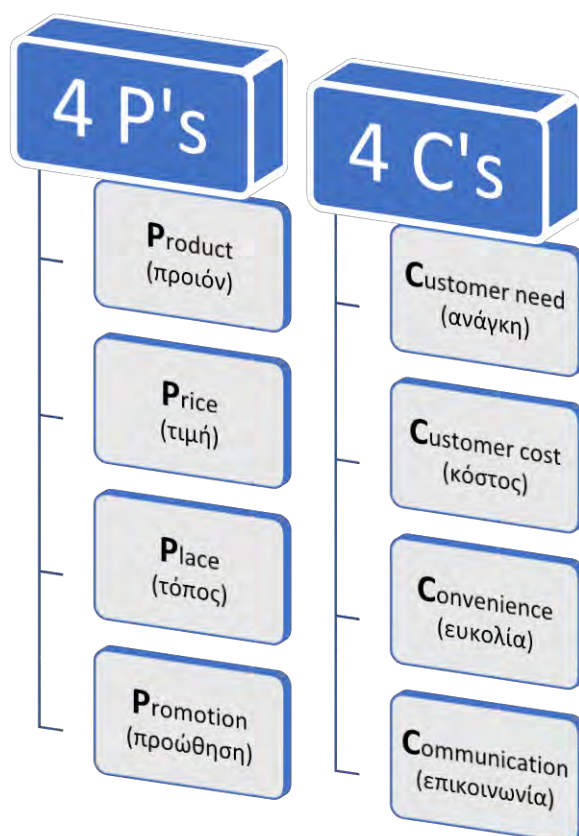 4 P's
Product
(προιόν)
Price
(τιμή)
Place
(τόπος)
Promotion
(προώθηση)
4 C's
Customer need
(ανάγκη)
Customer cost
(κόστος)
Convenience
(ευκολία)
Communication
(επικοινωνία)